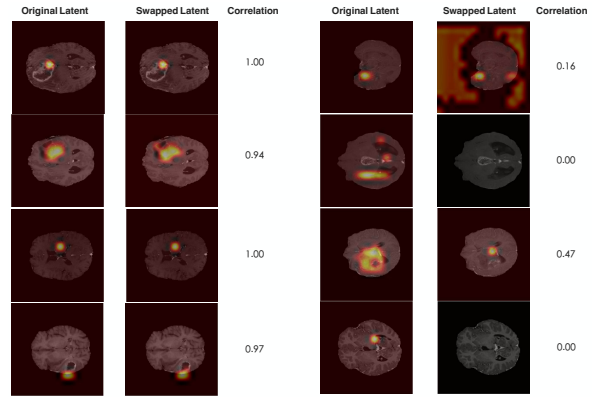 Original Latent Swapped Latent Correlation Original Latent Swapped Latent Correlation
1.00 0.16
0.94 0.00
1.00 0.47
0.97 0.00